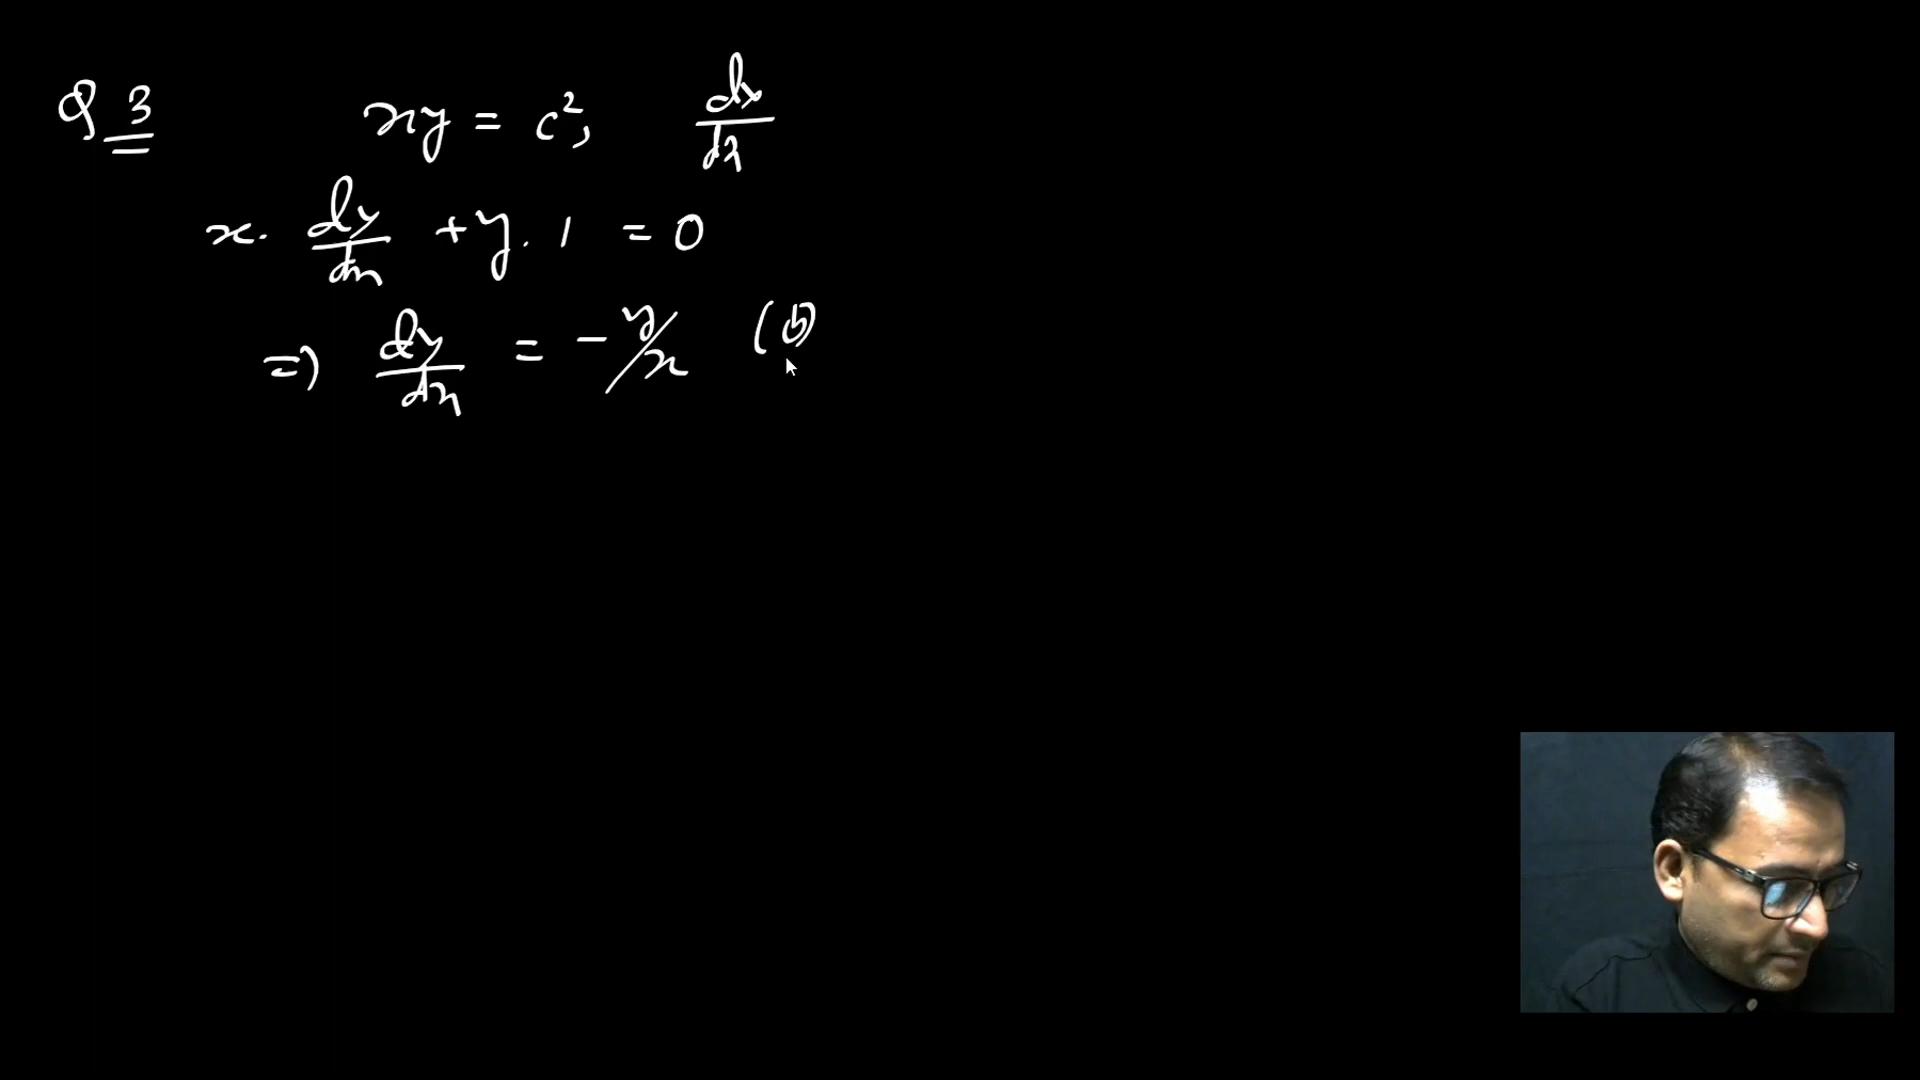 Q 3 xy = c², dy/dx
x. dy/dx + y. 1 = 0
=) dy/dx = - y/x (b)